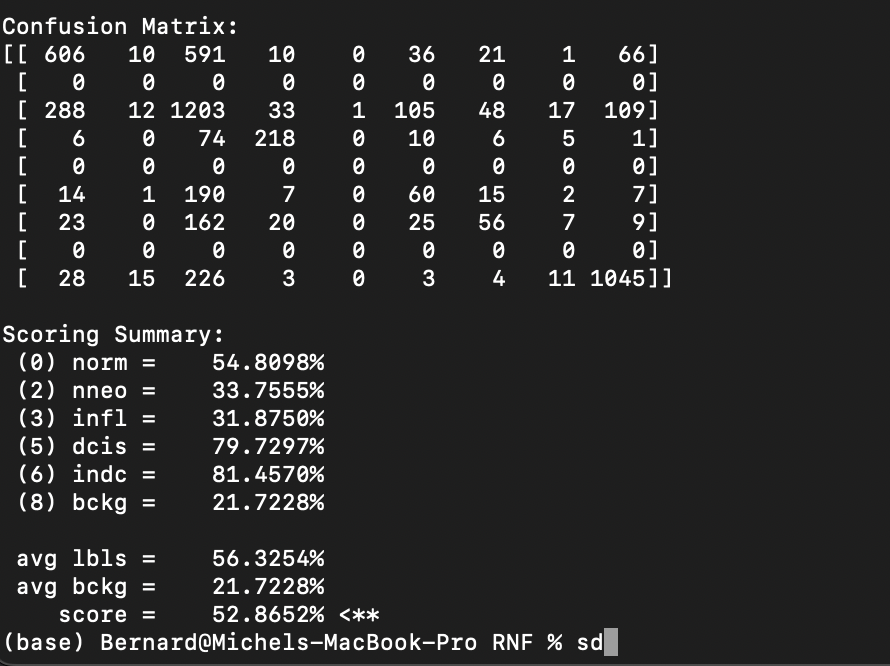 Confusion Matrix:
[[ 606   10  591   10    0   36   21    1   66]
 [   0    0    0    0    0    0    0    0    0]
 [ 288   12 1203   33    1  105   48   17  109]
 [   6    0   74  218    0   10    6    5    1]
 [   0    0    0    0    0    0    0    0    0]
 [  14    1  190    7    0   60   15    2    7]
 [  23    0  162   20    0   25   56    7    9]
 [   0    0    0    0    0    0    0    0    0]
 [  28   15  226    3    0    3    4   11 1045]]
Scoring Summary:
 (0) norm =    54.8098%
 (2) nneo =    33.7555%
 (3) infl =    31.8750%
 (5) dcis =    79.7297%
 (6) indc =    81.4570%
 (8) bckg =    21.7228%
 avg lbls =    56.3254%
 avg bckg =    21.7228%
    score =    52.8652% <**
(base) Bernard@Michels-MacBook-Pro RNF % sd